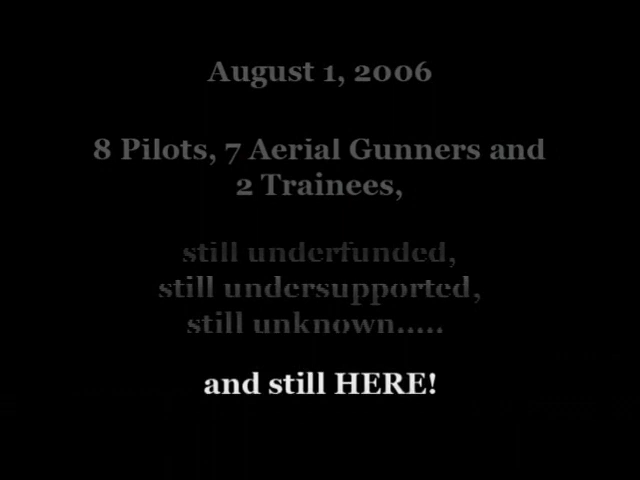 August 1, 2006
8 Pilots, 7 Aerial Gunners and
2 Trainees,
still underfunded,
still undersupported,
still unknown.....
and still HERE!